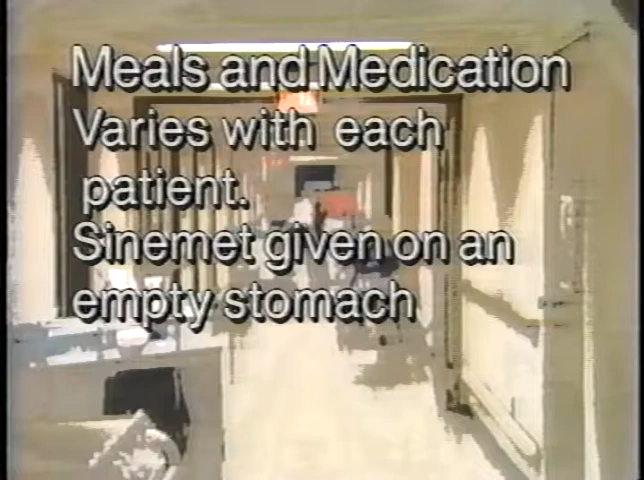 Meals and Medication
Varies with each
patient.
Sinemet given on an
empty stomach